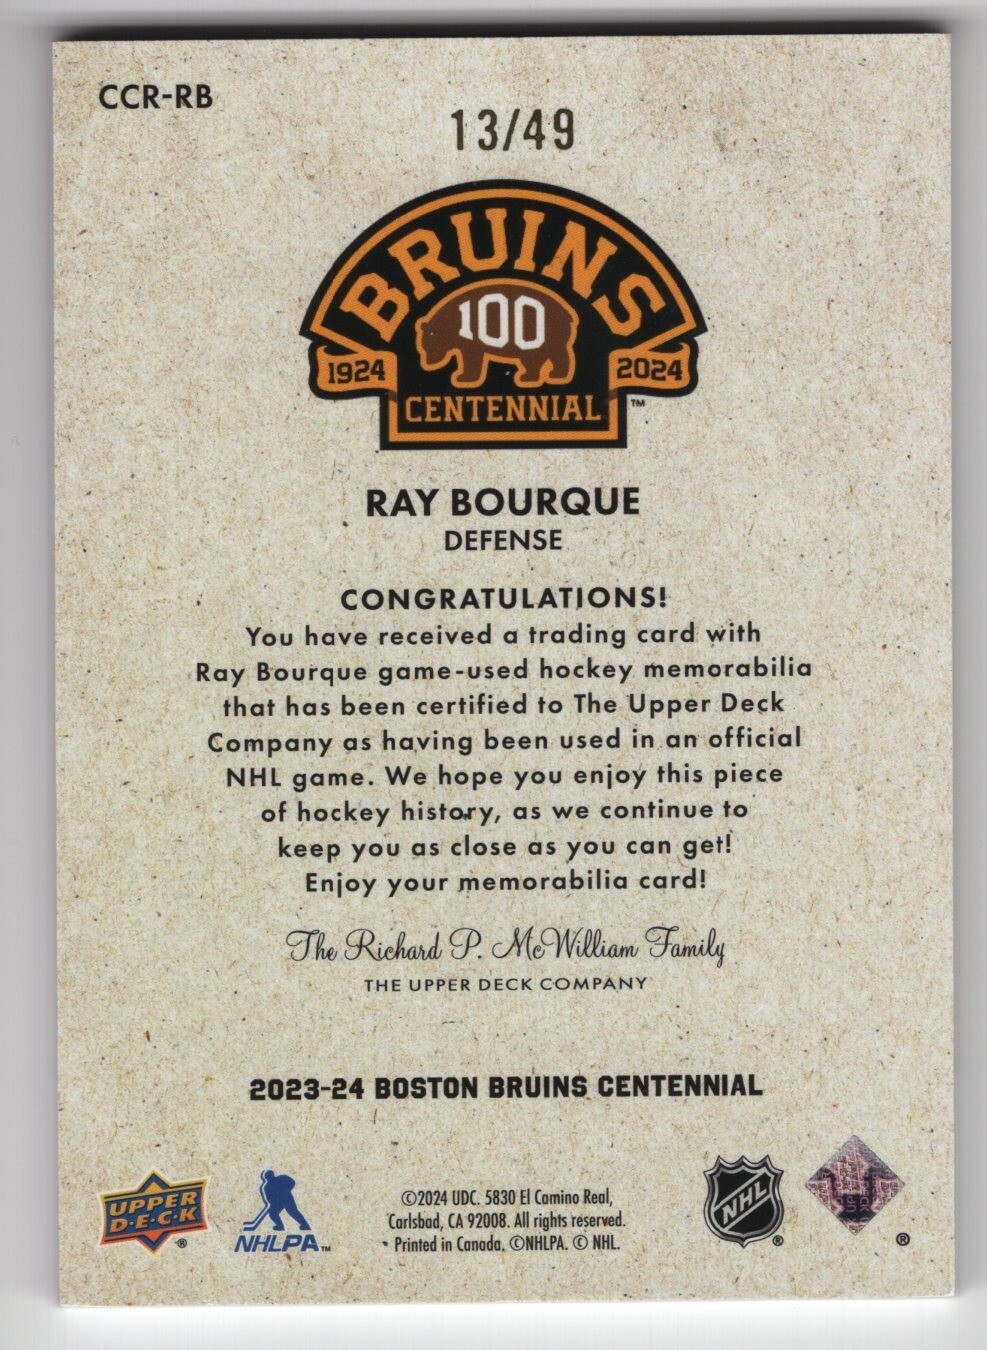 CCR-RB
13/49
BRUINS
100
1924
2024
CENTENNIAL
TM
RAY BOURQUE
DEFENSE
CONGRATULATIONS!
You have received a trading card with
Ray Bourque game-used hockey memorabilia
that has been certified to The Upper Deck
Company as having been used in an official
NHL game. We hope you enjoy this piece
of hockey history, as we continue to
keep you as close as you can get!
Enjoy your memorabilia card!
The Richard P. McWilliam Family
THE UPPER DECK COMPANY
2023-24 BOSTON BRUINS CENTENNIAL
UPPER
D·E·C·K
®
NHLPA™
©2024 UDC. 5830 El Camino Real,
Carlsbad, CA 92008. All rights reserved.
Printed in Canada. ©NHLPA. © NHL.
NHL
®
®